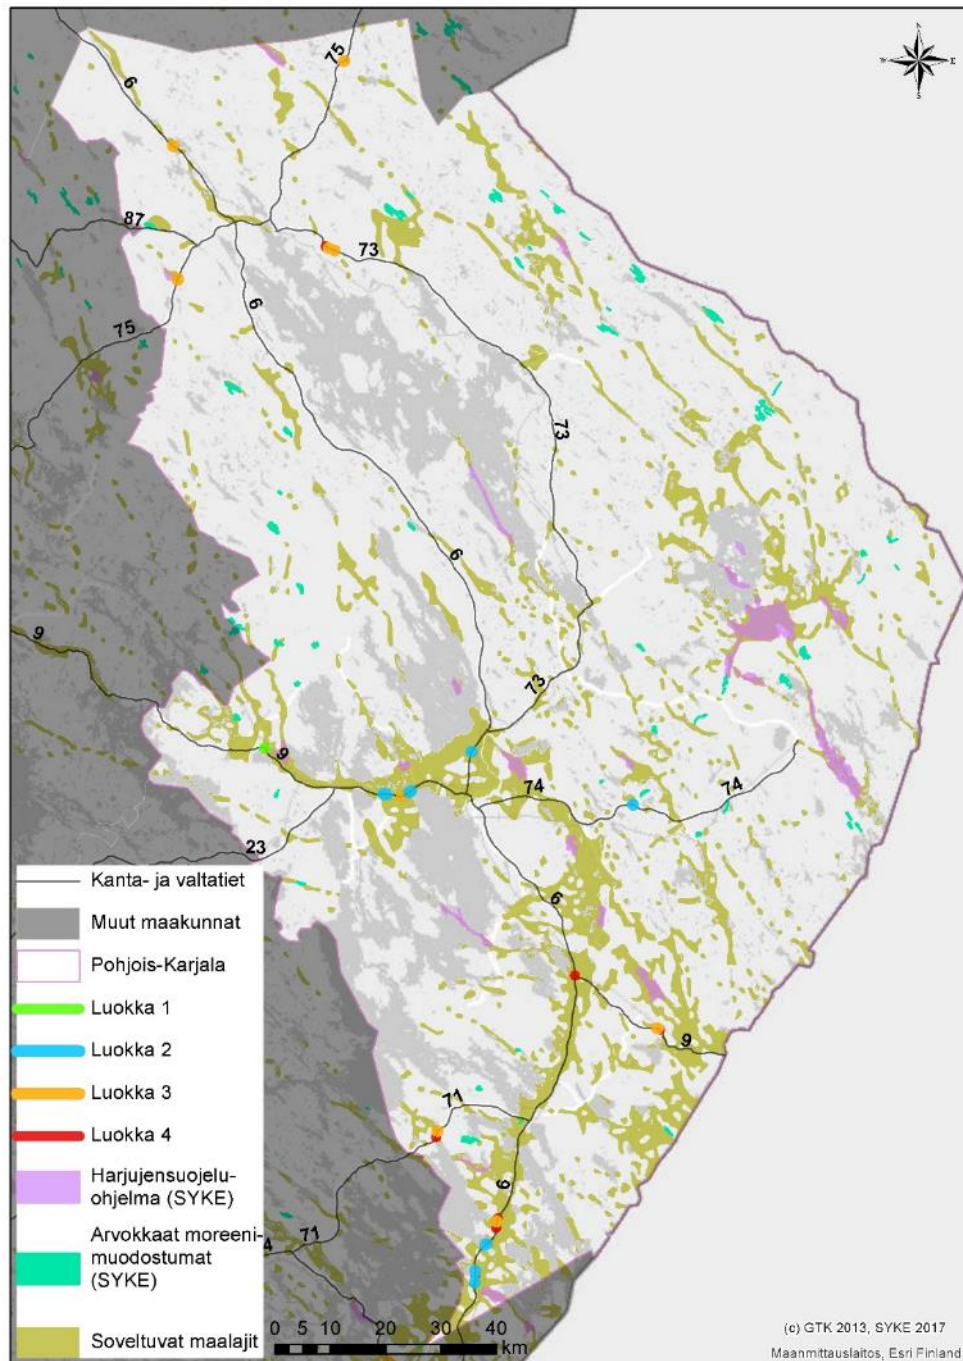 N
W E
S
75
6
87
73
6
75
73
6
9
73
9
74
74
23
6
9
71
6
71
4
Kanta- ja valtatiet
Muut maakunnat
Pohjois-Karjala
Luokka 1
Luokka 2
Luokka 3
Luokka 4
Harjujensuojelu-
ohjelma (SYKE)
Arvokkaat moreeni-
muodostumat
(SYKE)
Soveltuvat maalajit
0 5 10 20 30 40
km
(c) GTK 2013, SYKE 2017
Maanmittauslaitos, Esri Finland